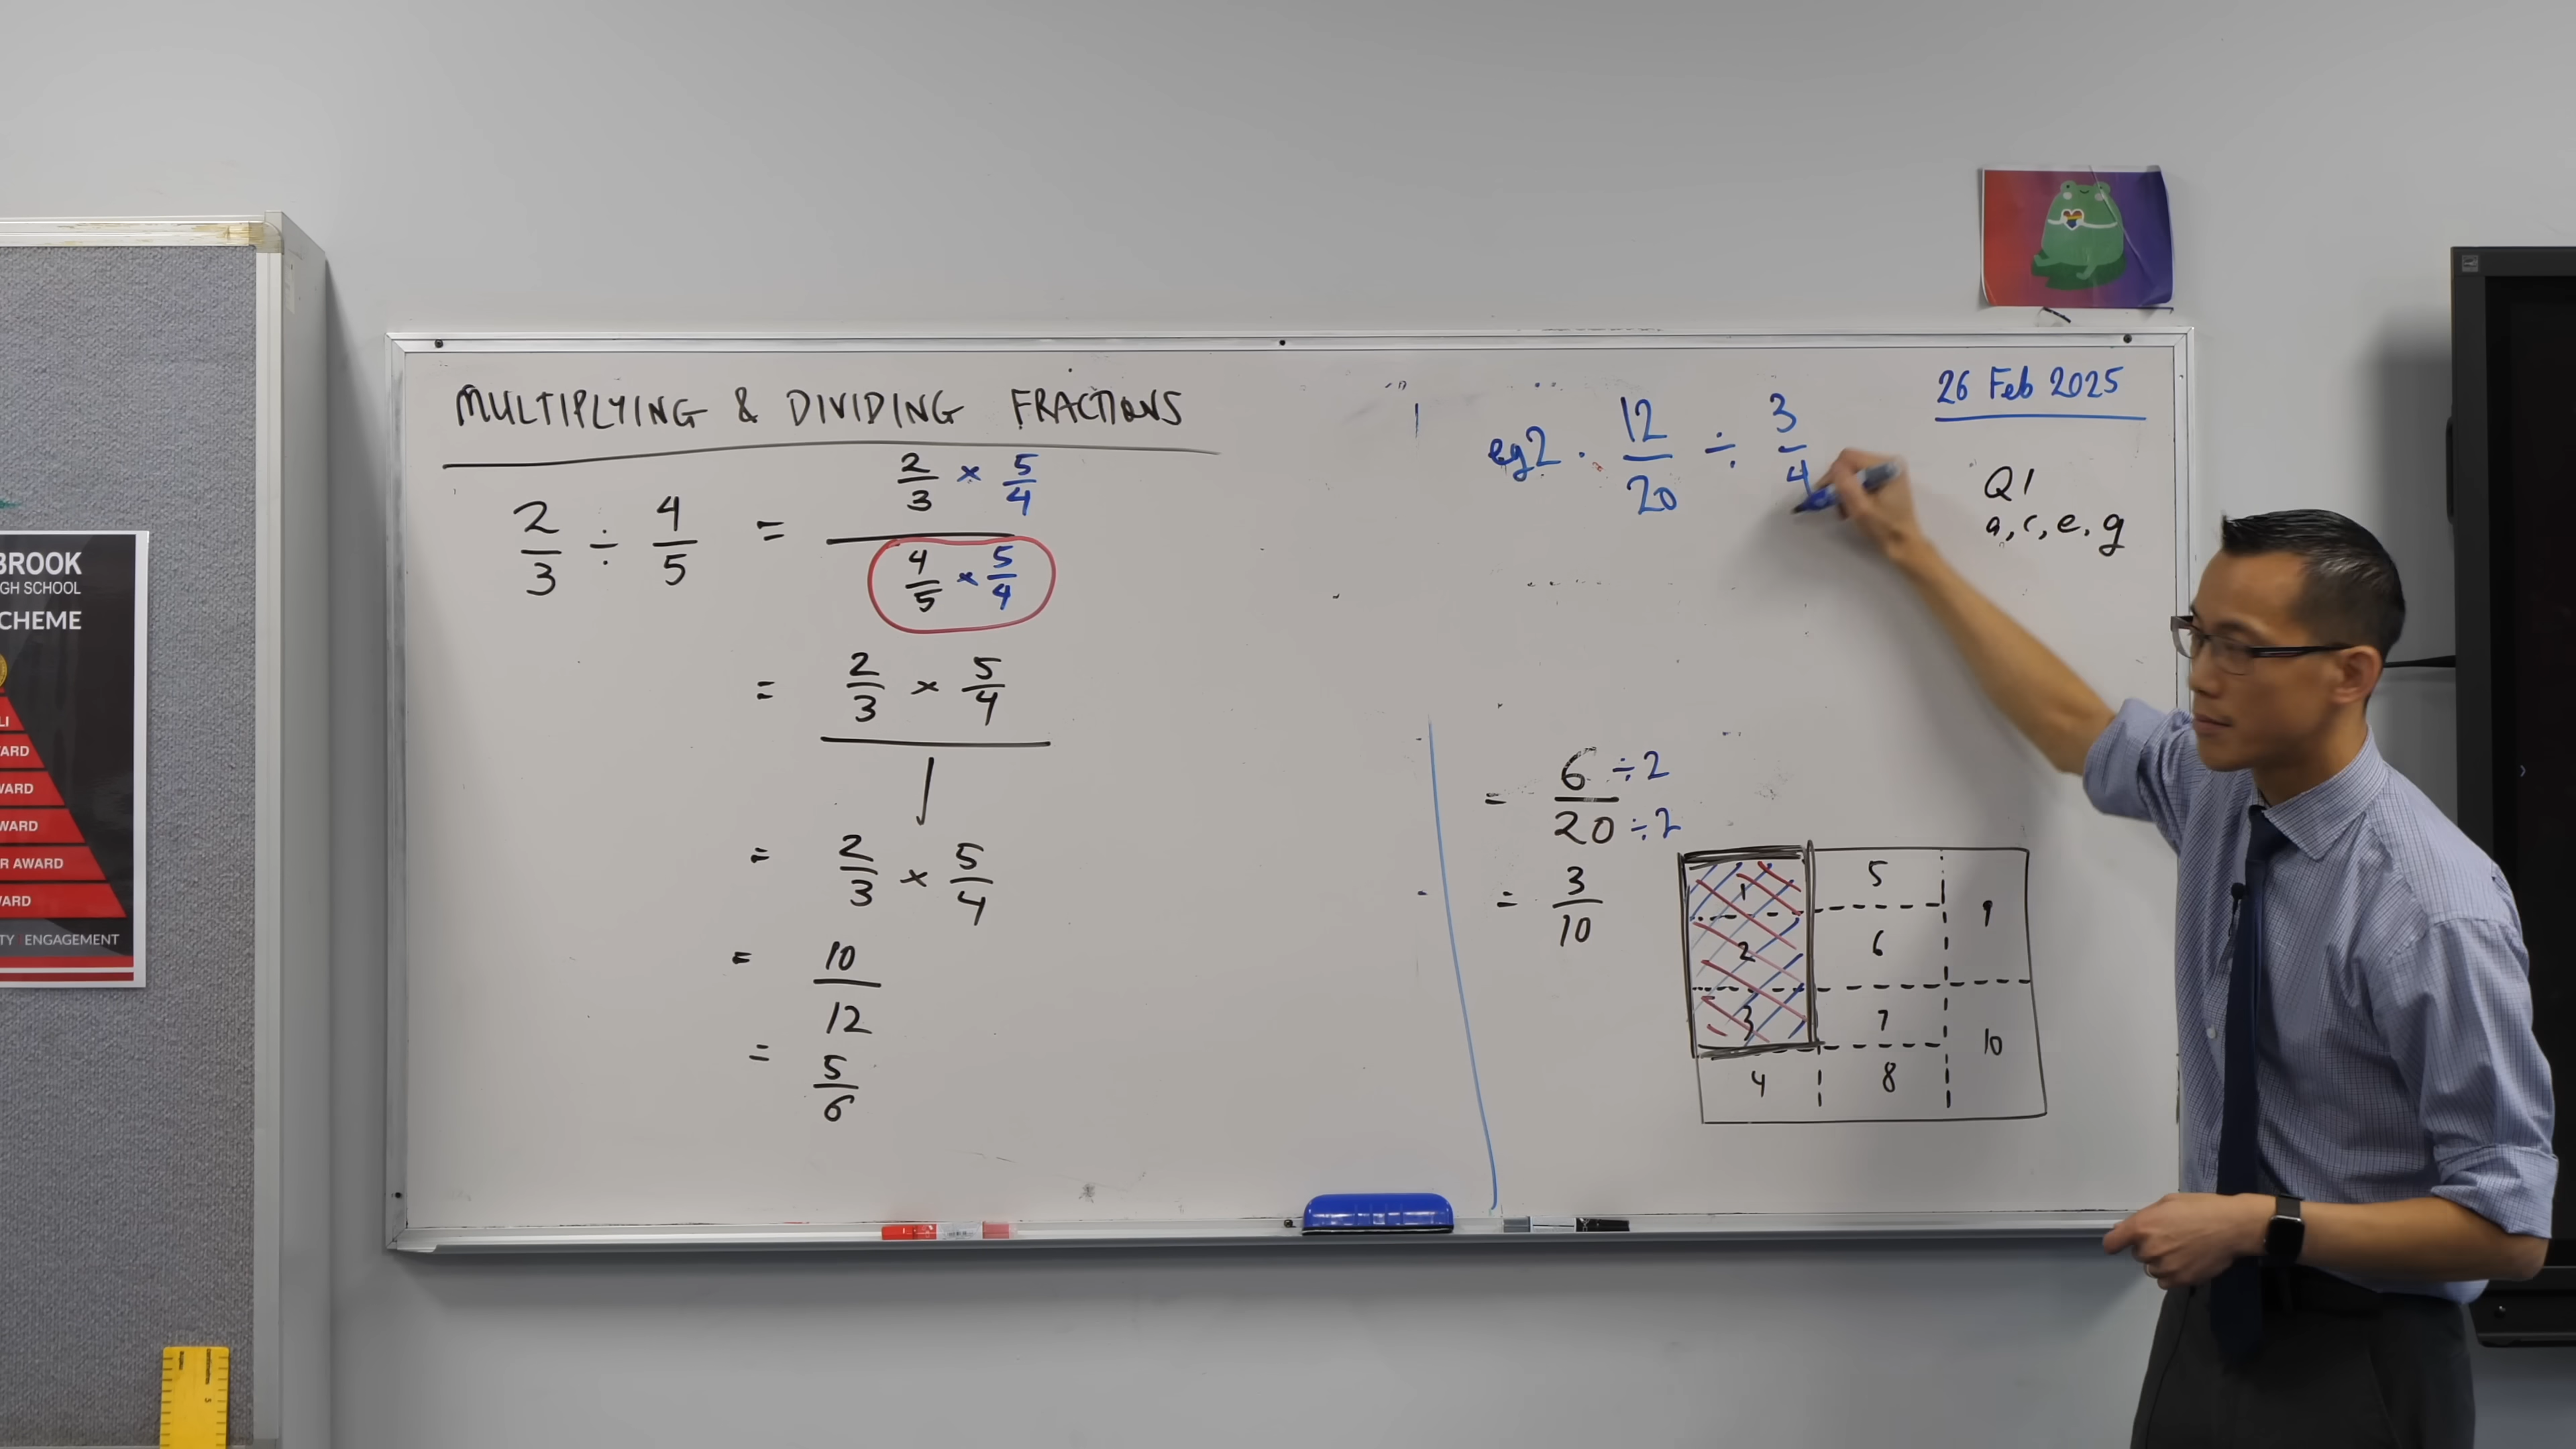 MULTIPLYING & DIVIDING FRACTIONS
2/3 ÷ 4/5 = (2/3 × 5/4) / (4/5 × 5/4)
= (2/3 × 5/4) / 1
= 2/3 × 5/4
= 10/12
= 5/6
eg2. 12/20 ÷ 3/4
= 6 ÷2 / 20 ÷2
= 3/10
1 5 9
2 6
3 7 10
4 8
26 Feb 2025
Q1
a, c, e, g
BROOK
GH SCHOOL
CHEME
LI
ARD
WARD
WARD
R AWARD
WARD
TY ENGAGEMENT